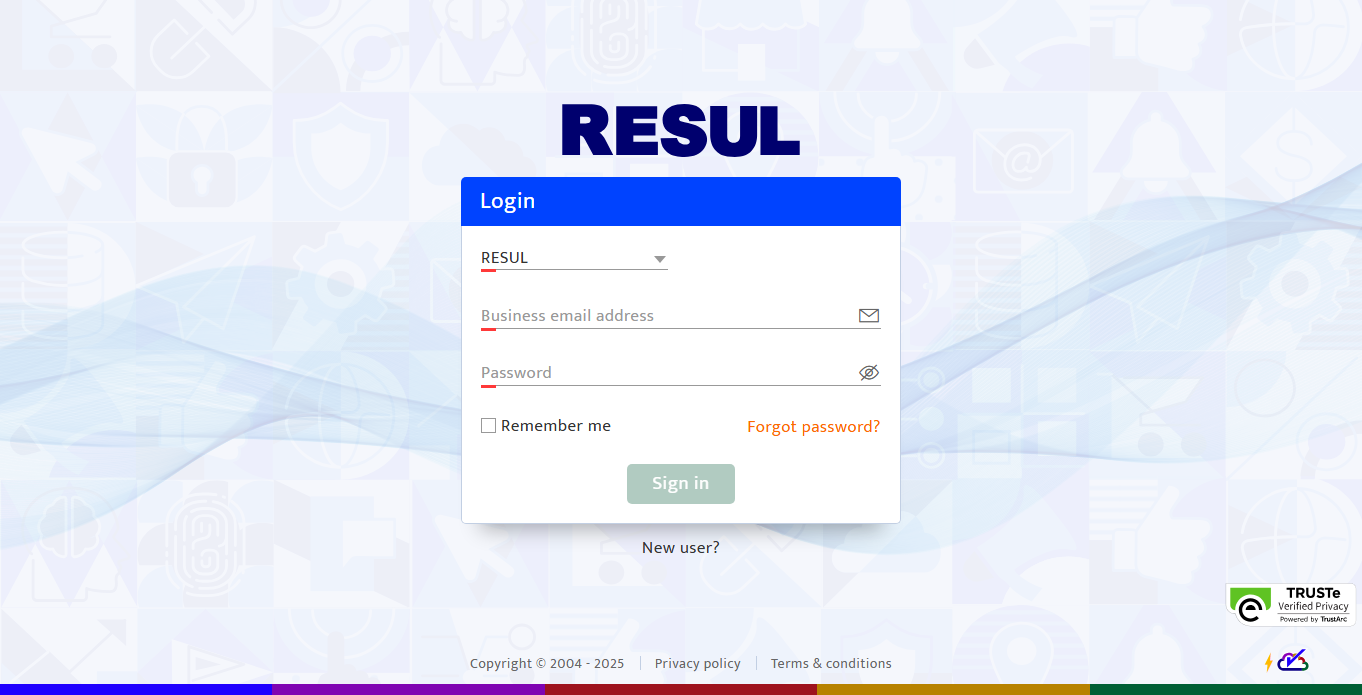 RESUL
Login
RESUL
Business email address
Password
Remember me
Forgot password?
Sign in
New user?
TRUSTe
Verified Privacy
Powered by TrustArc
Copyright © 2004 - 2025
Privacy policy
Terms & conditions